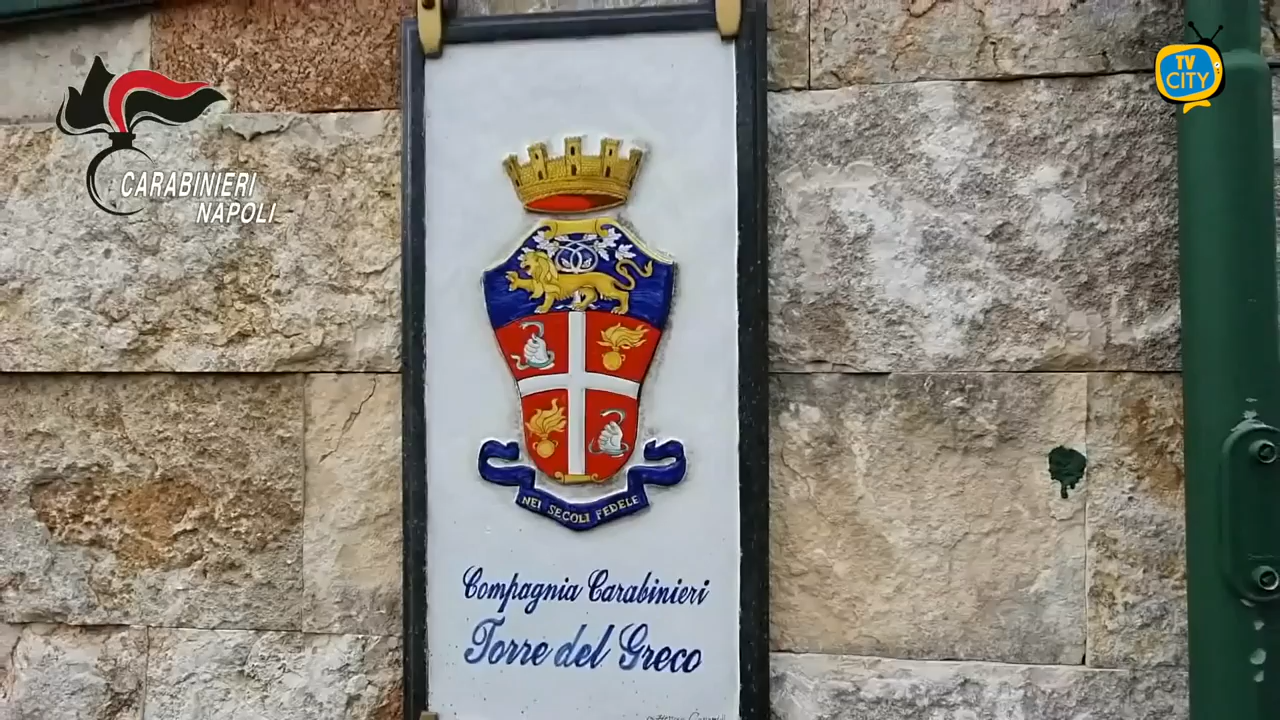 CARABINIERI
NAPOLI
TV
CITY
NEI SECOLI FEDELE
Compagnia Carabinieri
Torre del Greco